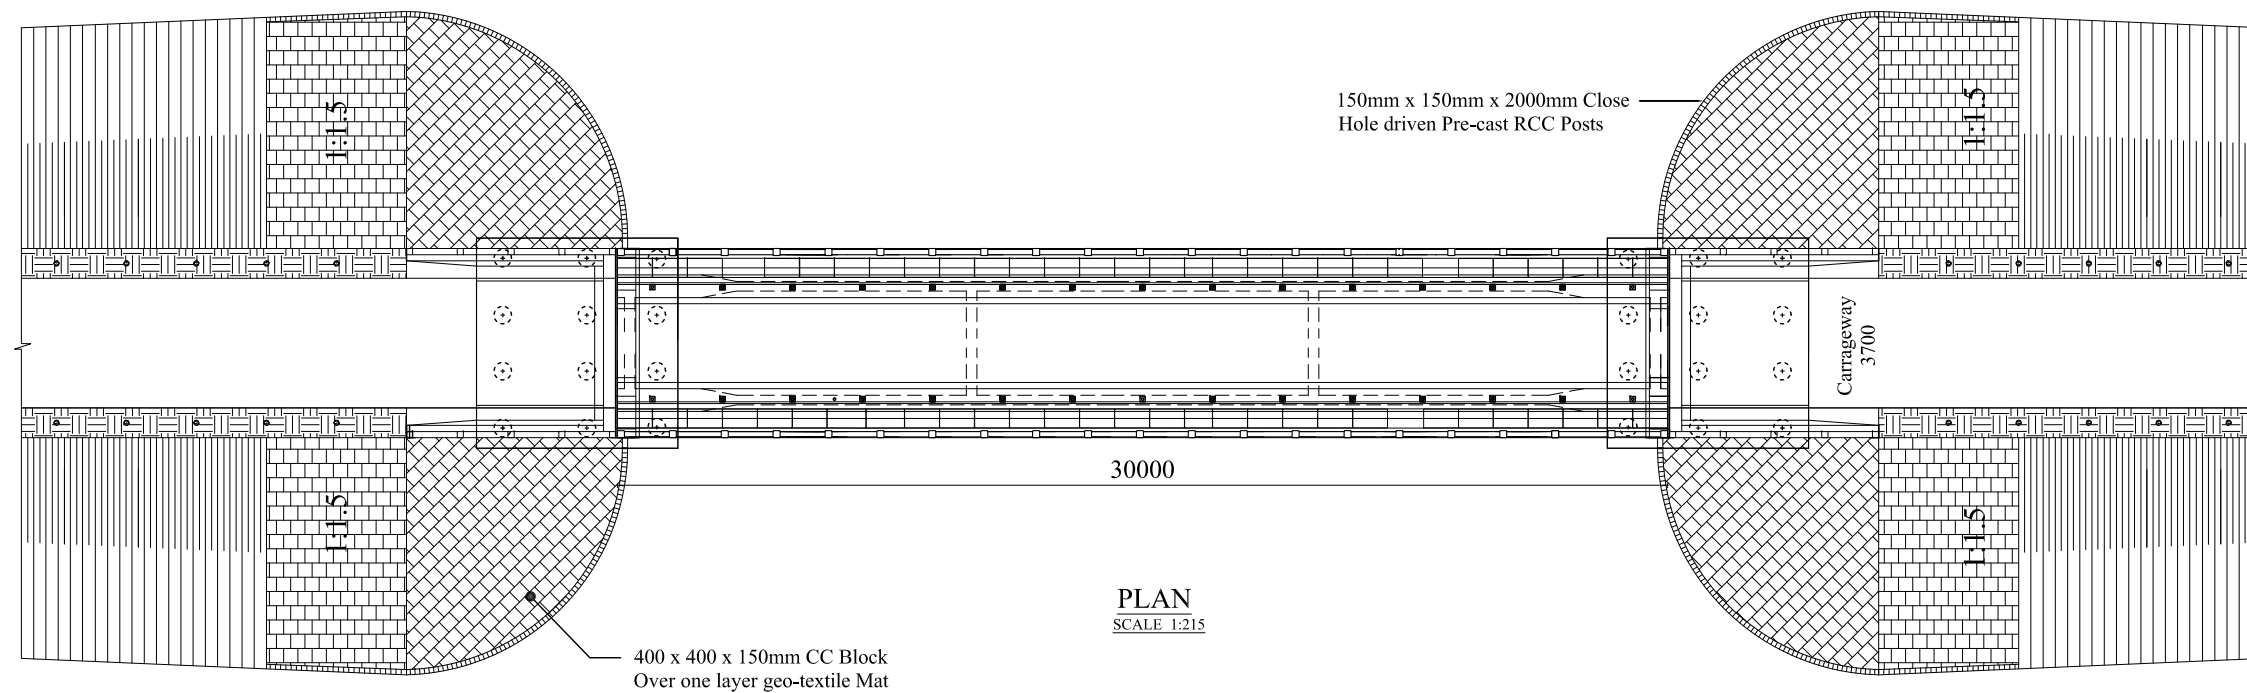 1:1.5
1:1.5
150mm x 150mm x 2000mm Close
Hole driven Pre-cast RCC Posts
Carrageway
3700
30000
1:1.5
1:1.5
PLAN
SCALE 1:215
400 x 400 x 150mm CC Block
Over one layer geo-textile Mat